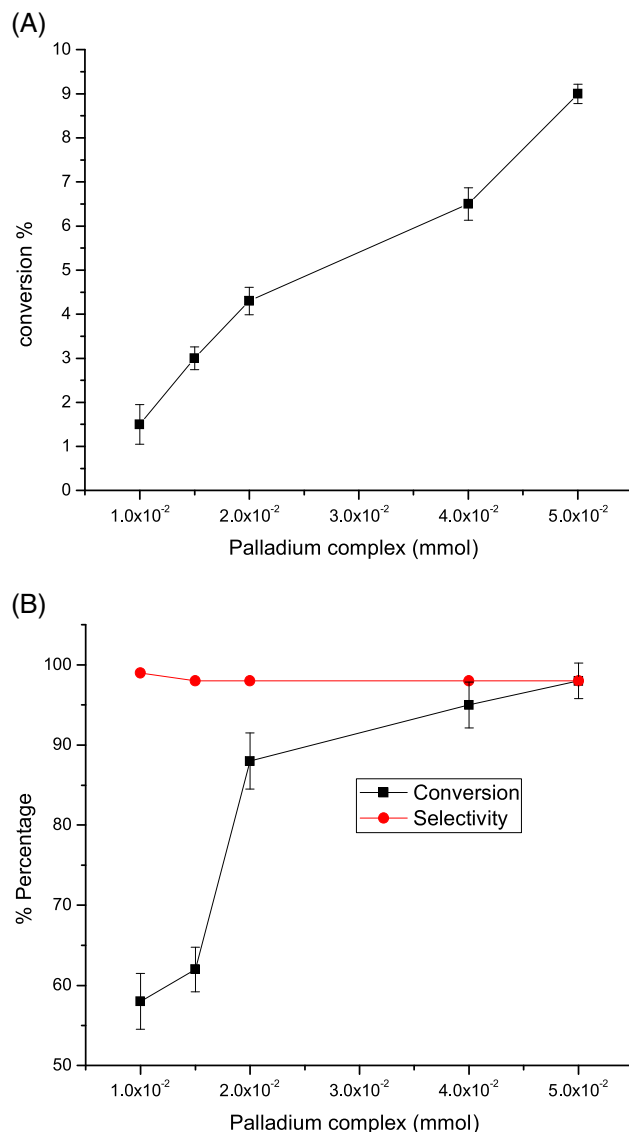 (A)
10
9
8
7
6
5
4
3
2
1
0
conversion %
1.0x10⁻² 2.0x10⁻² 3.0x10⁻² 4.0x10⁻² 5.0x10⁻²
Palladium complex (mmol)
(B)
100
90
80
70
60
50
% Percentage
Conversion
Selectivity
1.0x10⁻² 2.0x10⁻² 3.0x10⁻² 4.0x10⁻² 5.0x10⁻²
Palladium complex (mmol)